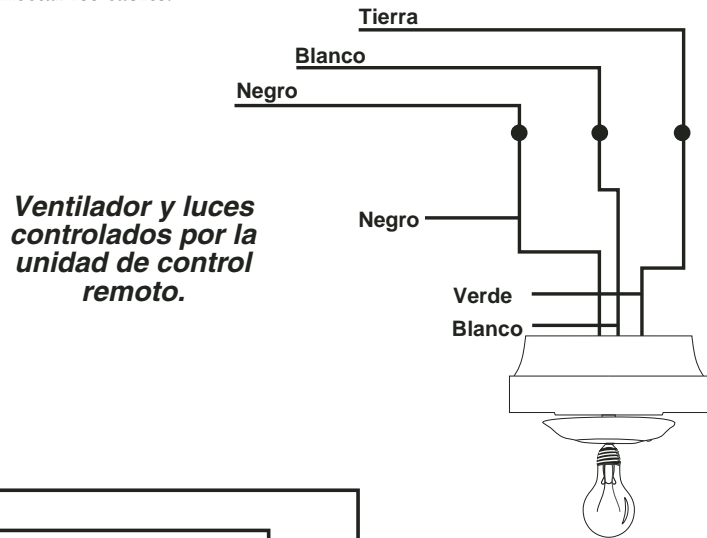 Tierra
Blanco
Negro
Ventilador y luces
controlados por la
unidad de control
remoto.
Negro
Verde
Blanco